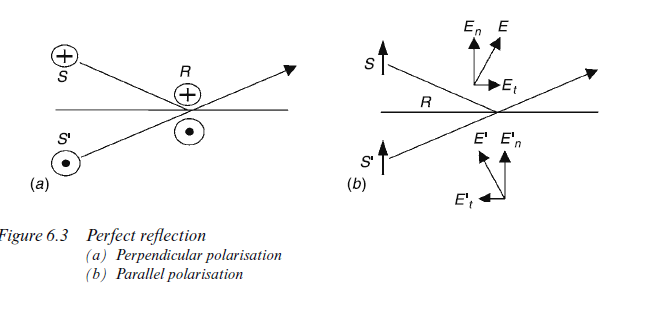 S
R
S'
(a)
E_n E
S
E_t
R
E' E'_n
S'
(b)
E'_t
Figure 6.3 Perfect reflection
(a) Perpendicular polarisation
(b) Parallel polarisation